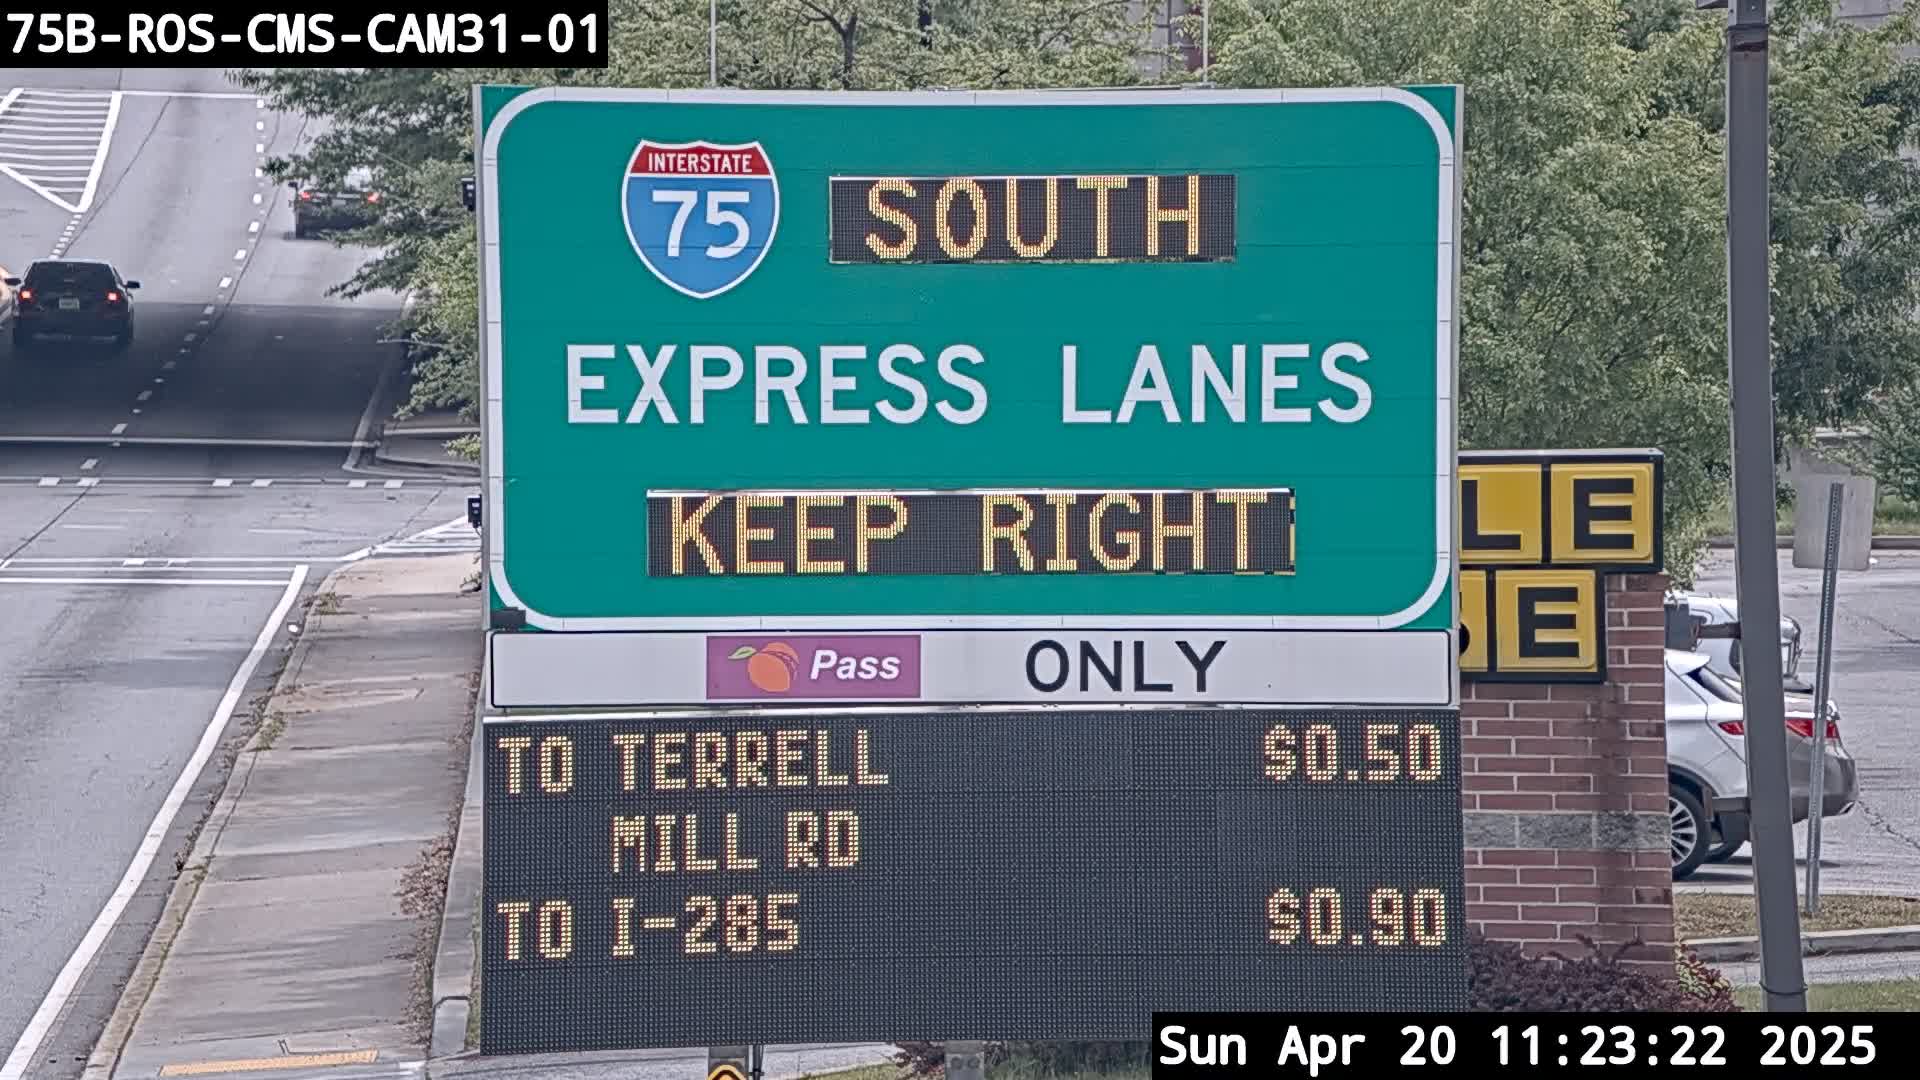 75B-ROS-CMS-CAM31-01
INTERSTATE
75
SOUTH
EXPRESS LANES
KEEP RIGHT
Pass ONLY
TO TERRELL $0.50
MILL RD
TO I-285 $0.90
LE
E
Sun Apr 20 11:23:22 2025